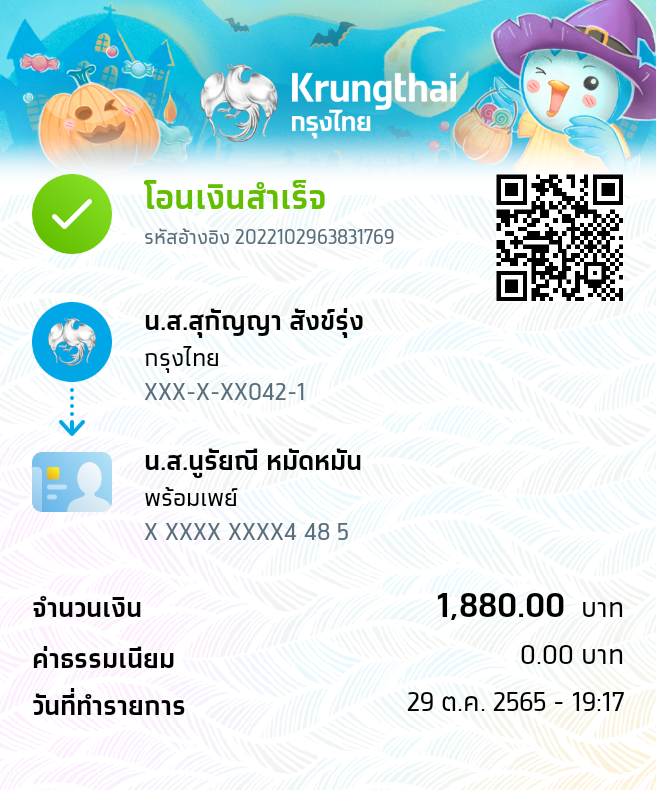 Krungthai
กรุงไทย
โอนเงินสำเร็จ
รหัสอ้างอิง 2022102963831769
น.ส.สุกัญญา สังข์รุ่ง
กรุงไทย
XXX-X-XX042-1
น.ส.นูรัยณี หมัดหมัน
พร้อมเพย์
X XXXX XXXX4 48 5
จำนวนเงิน 1,880.00 บาท
ค่าธรรมเนียม 0.00 บาท
วันที่ทำรายการ 29 ต.ค. 2565 - 19:17